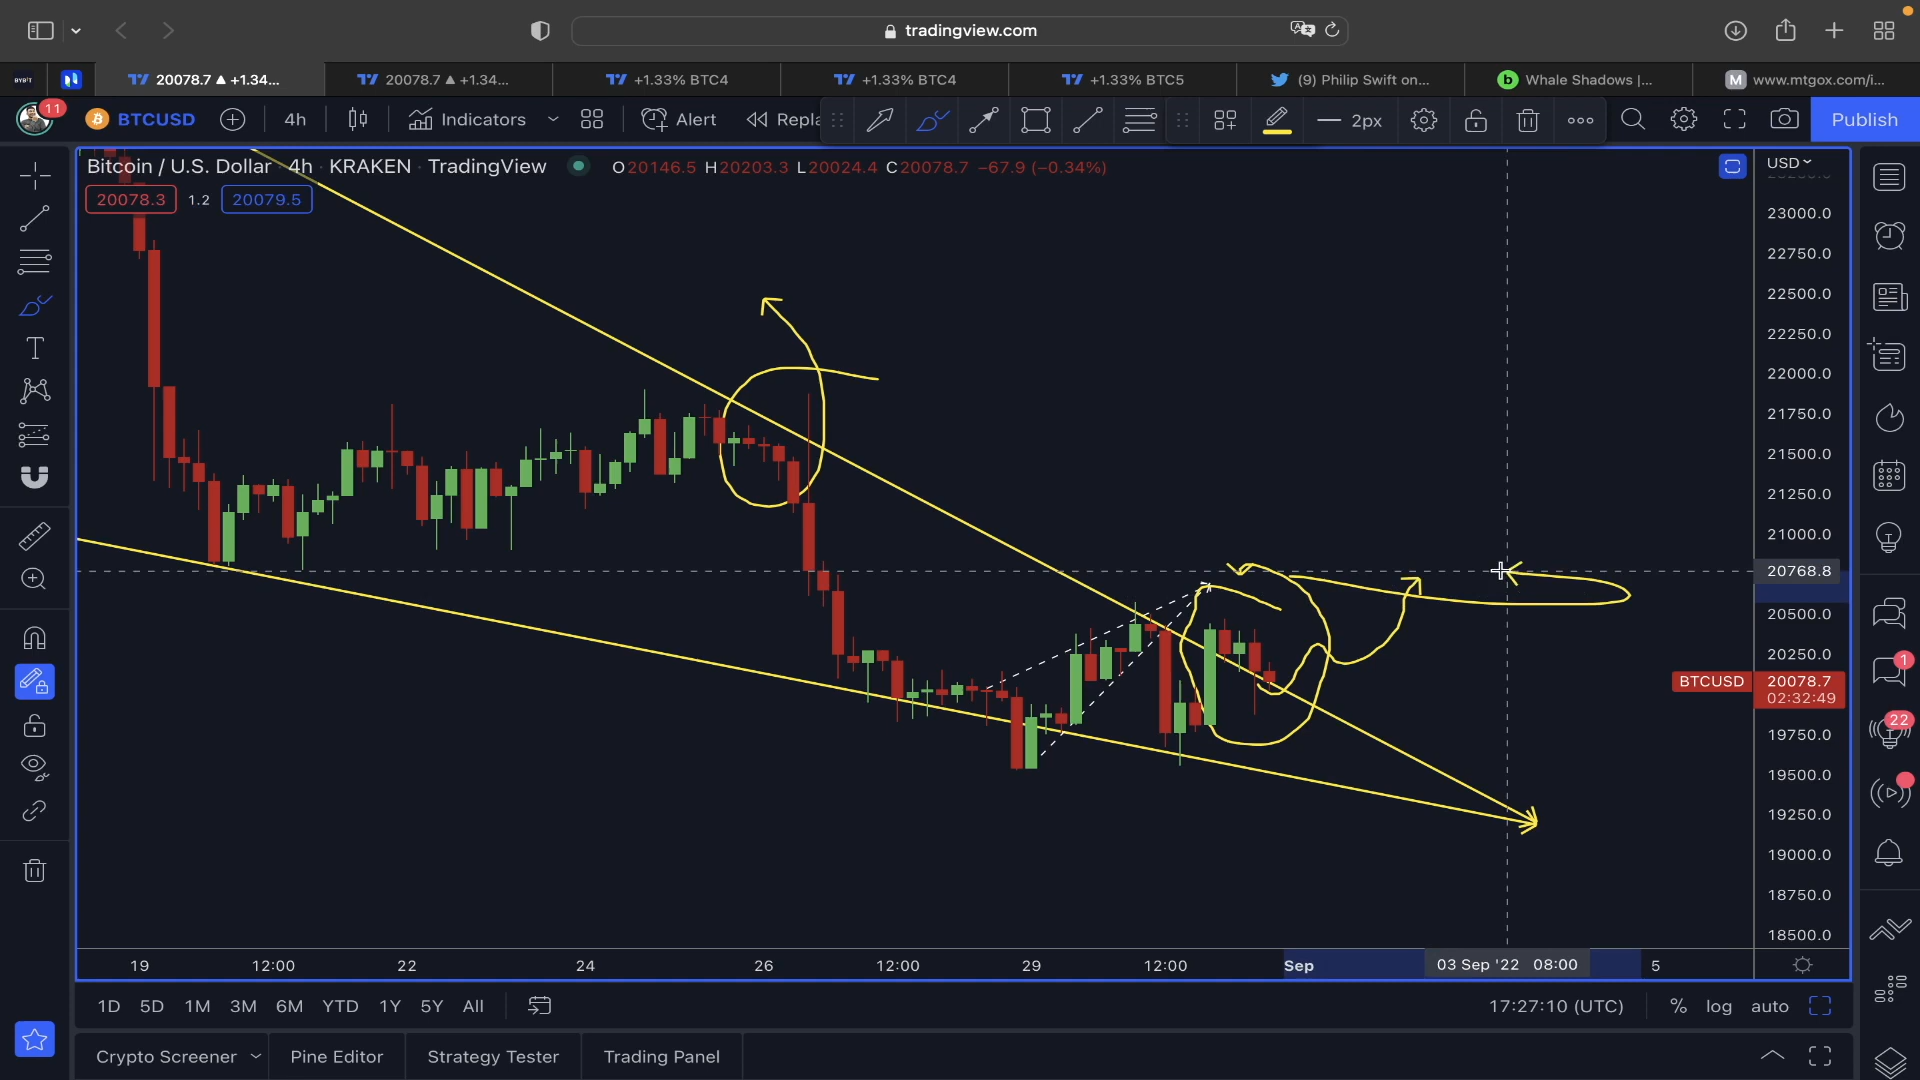 tradingview.com
BYBIT
20078.7 ▲ +1.34...
20078.7 ▲ +1.34...
+1.33% BTC4
+1.33% BTC4
+1.33% BTC5
(9) Philip Swift on...
b Whale Shadows |...
M www.mtgox.com/i...
11
BTCUSD
4h
Indicators
Alert
Repla
2px
Publish
Bitcoin / U.S. Dollar · 4h · KRAKEN · TradingView
O20146.5 H20203.3 L20024.4 C20078.7 −67.9 (−0.34%)
USD
20078.3
1.2
20079.5
23000.0
22750.0
22500.0
22250.0
22000.0
21750.0
21500.0
21250.0
21000.0
20768.8
20500.0
20250.0
BTCUSD
20078.7
02:32:49
19750.0
19500.0
19250.0
19000.0
18750.0
18500.0
1
22
19
12:00
22
24
26
12:00
29
12:00
Sep
03 Sep '22 08:00
5
1D 5D 1M 3M 6M YTD 1Y 5Y All
17:27:10 (UTC)
% log auto
Crypto Screener
Pine Editor
Strategy Tester
Trading Panel